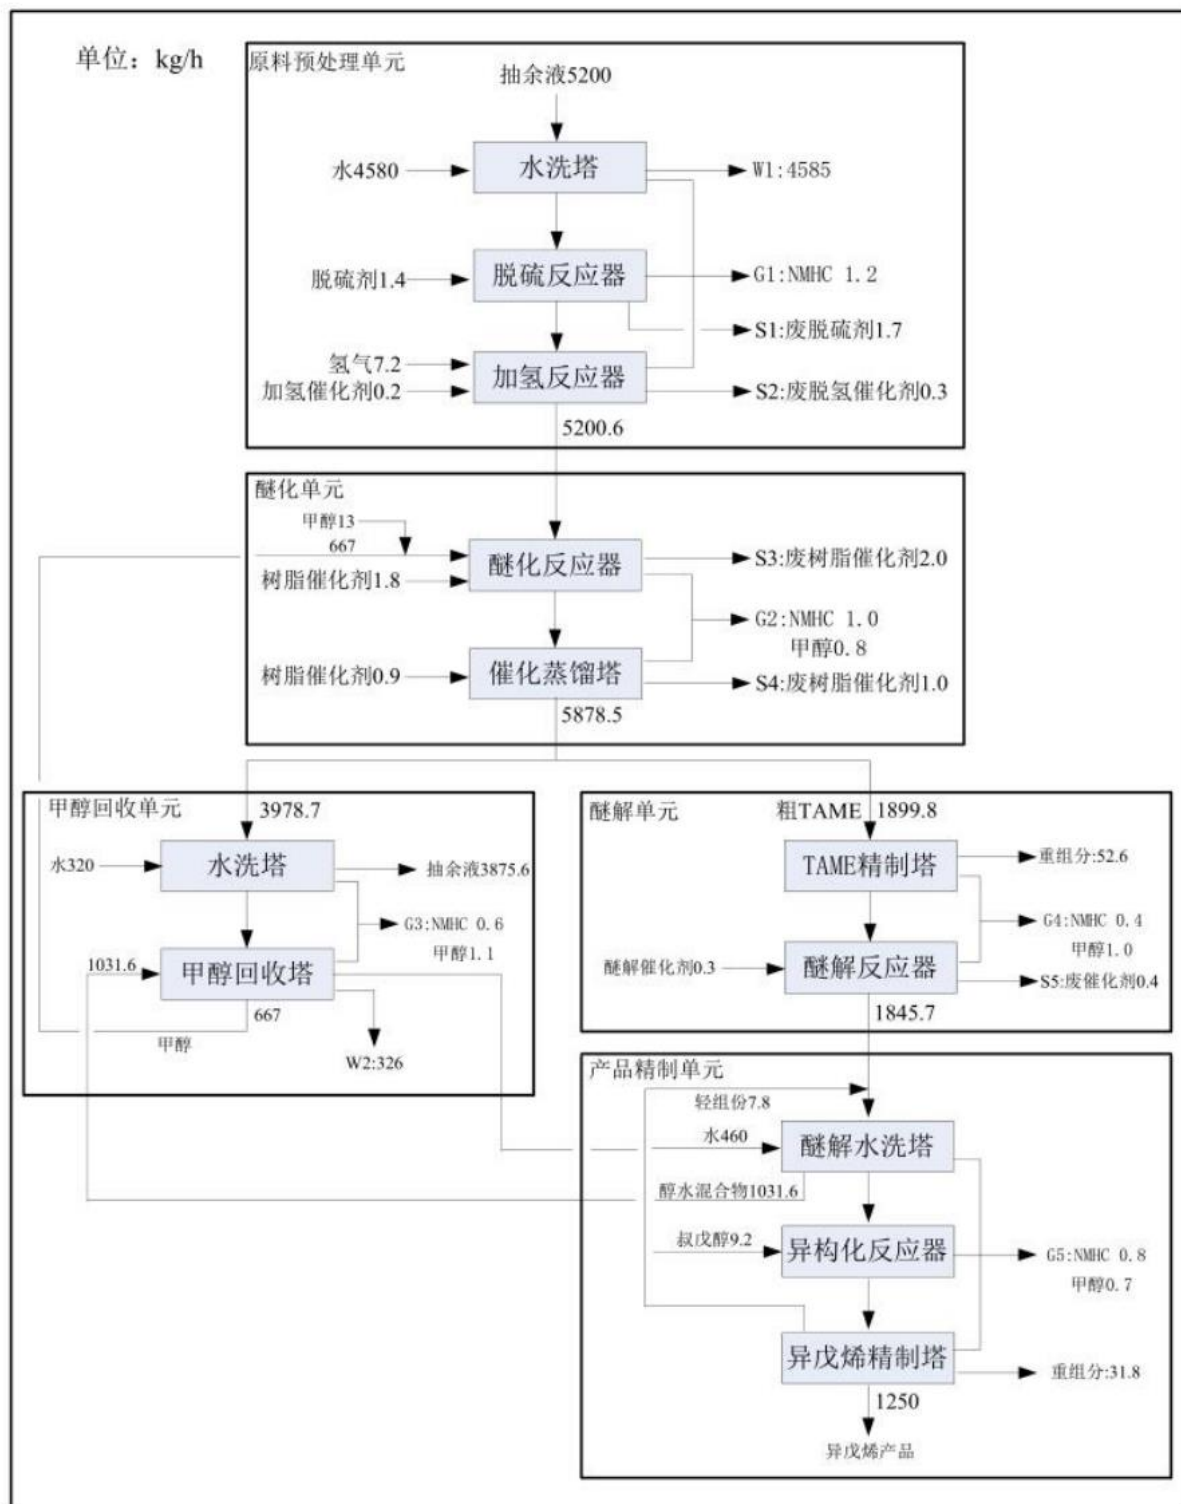 单位：kg/h
原料预处理单元
抽余液5200
水4580
水洗塔
W1:4585
脱硫剂1.4
脱硫反应器
G1:NMHC 1.2
S1:废脱硫剂1.7
氢气7.2
加氢催化剂0.2
加氢反应器
S2:废脱氢催化剂0.3
5200.6
醚化单元
甲醇13
667
树脂催化剂1.8
醚化反应器
S3:废树脂催化剂2.0
G2:NMHC 1.0
甲醇0.8
树脂催化剂0.9
催化蒸馏塔
S4:废树脂催化剂1.0
5878.5
甲醇回收单元
3978.7
水320
水洗塔
抽余液3875.6
G3:NMHC 0.6
甲醇1.1
1031.6
甲醇回收塔
667
甲醇
W2:326
醚解单元
粗TAME
1899.8
TAME精制塔
重组分:52.6
G4:NMHC 0.4
甲醇1.0
醚解催化剂0.3
醚解反应器
S5:废催化剂0.4
1845.7
产品精制单元
轻组份7.8
水460
醚解水洗塔
醇水混合物1031.6
叔戊醇9.2
异构化反应器
G5:NMHC 0.8
甲醇0.7
异戊烯精制塔
重组分:31.8
1250
异戊烯产品